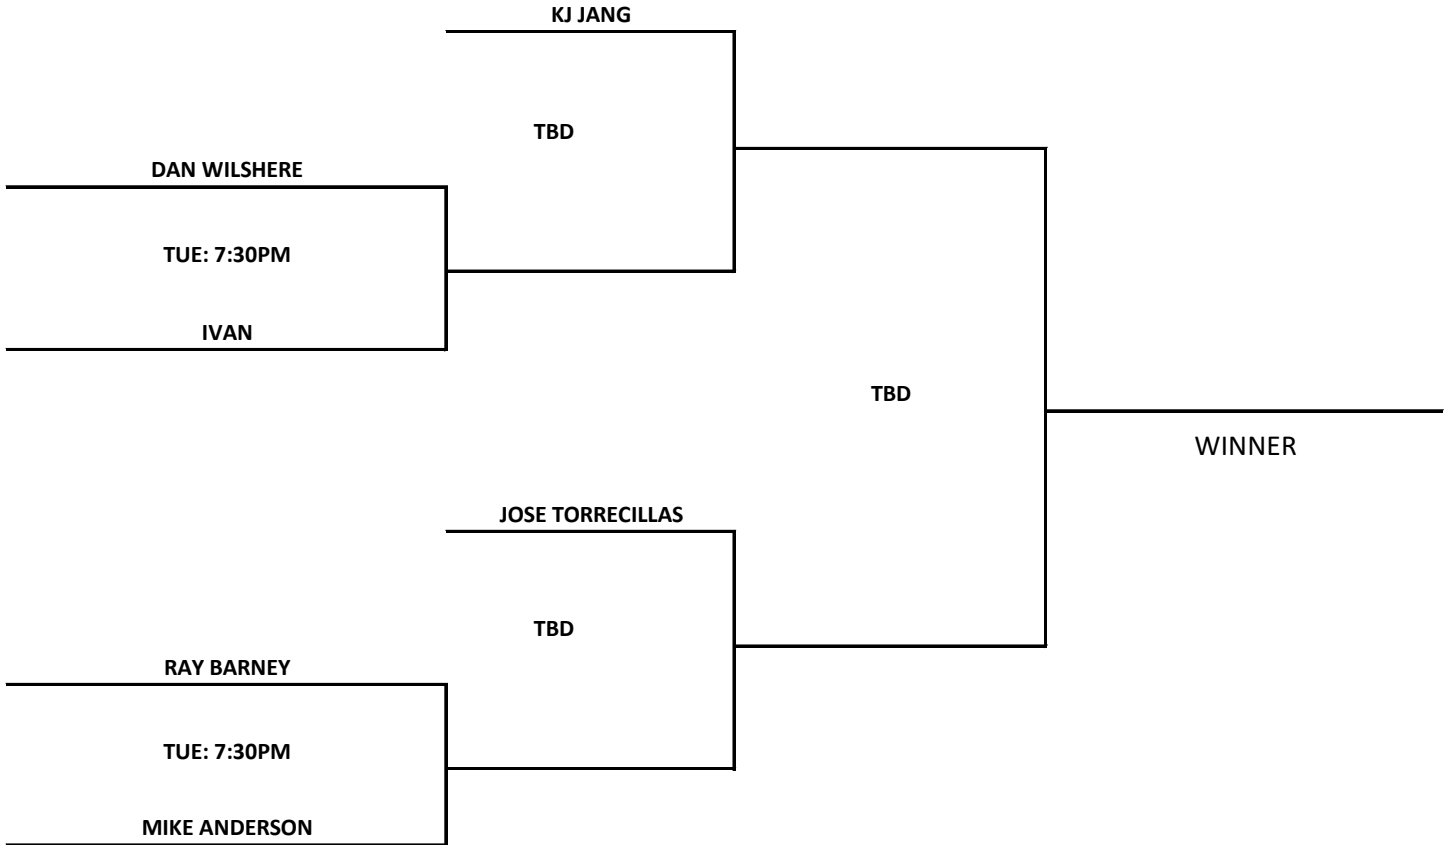 KJ JANG
TBD
DAN WILSHERE
TUE: 7:30PM
IVAN
TBD
WINNER
JOSE TORRECILLAS
TBD
RAY BARNEY
TUE: 7:30PM
MIKE ANDERSON